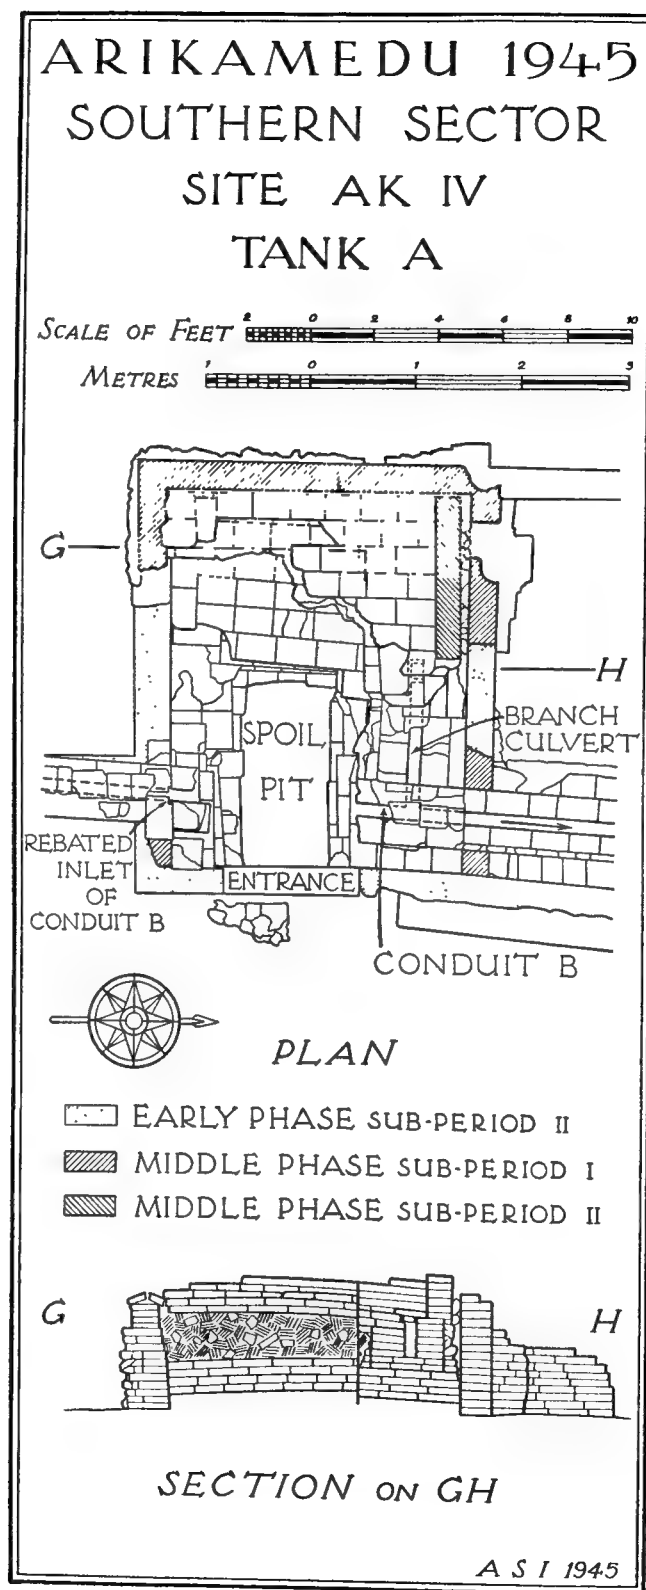 ARIKAMEDU 1945
SOUTHERN SECTOR
SITE AK IV
TANK A
2 0 2 4 6 8 10
SCALE OF FEET
1 0 1 2 3
METRES
G
H
SPOIL
PIT
BRANCH
CULVERT
REBATED
INLET
OF
CONDUIT B
ENTRANCE
CONDUIT B
PLAN
EARLY PHASE SUB-PERIOD II
MIDDLE PHASE SUB-PERIOD I
MIDDLE PHASE SUB-PERIOD II
G
H
SECTION ON GH
A S I 1945